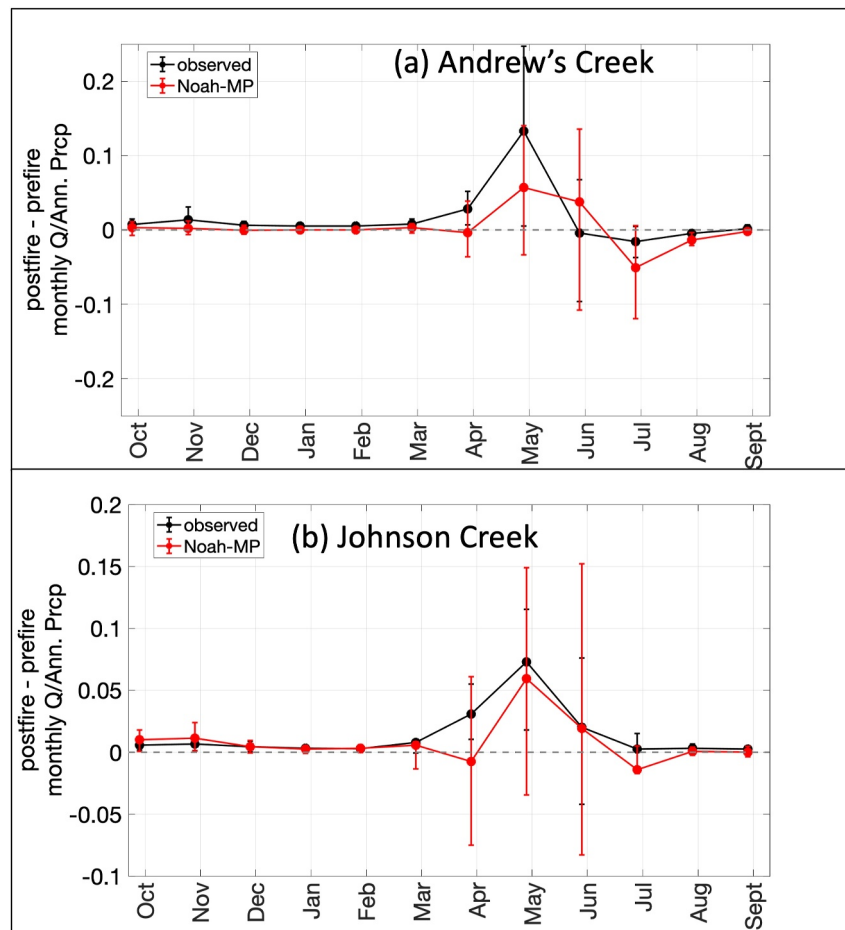 (a) Andrew's Creek
observed
Noah-MP
postfire - prefire
monthly Q/Ann. Prcp
0.2
0.1
0
-0.1
-0.2
Oct
Nov
Dec
Jan
Feb
Mar
Apr
May
Jun
Jul
Aug
Sept
(b) Johnson Creek
observed
Noah-MP
postfire - prefire
monthly Q/Ann. Prcp
0.2
0.15
0.1
0.05
0
-0.05
-0.1
Oct
Nov
Dec
Jan
Feb
Mar
Apr
May
Jun
Jul
Aug
Sept